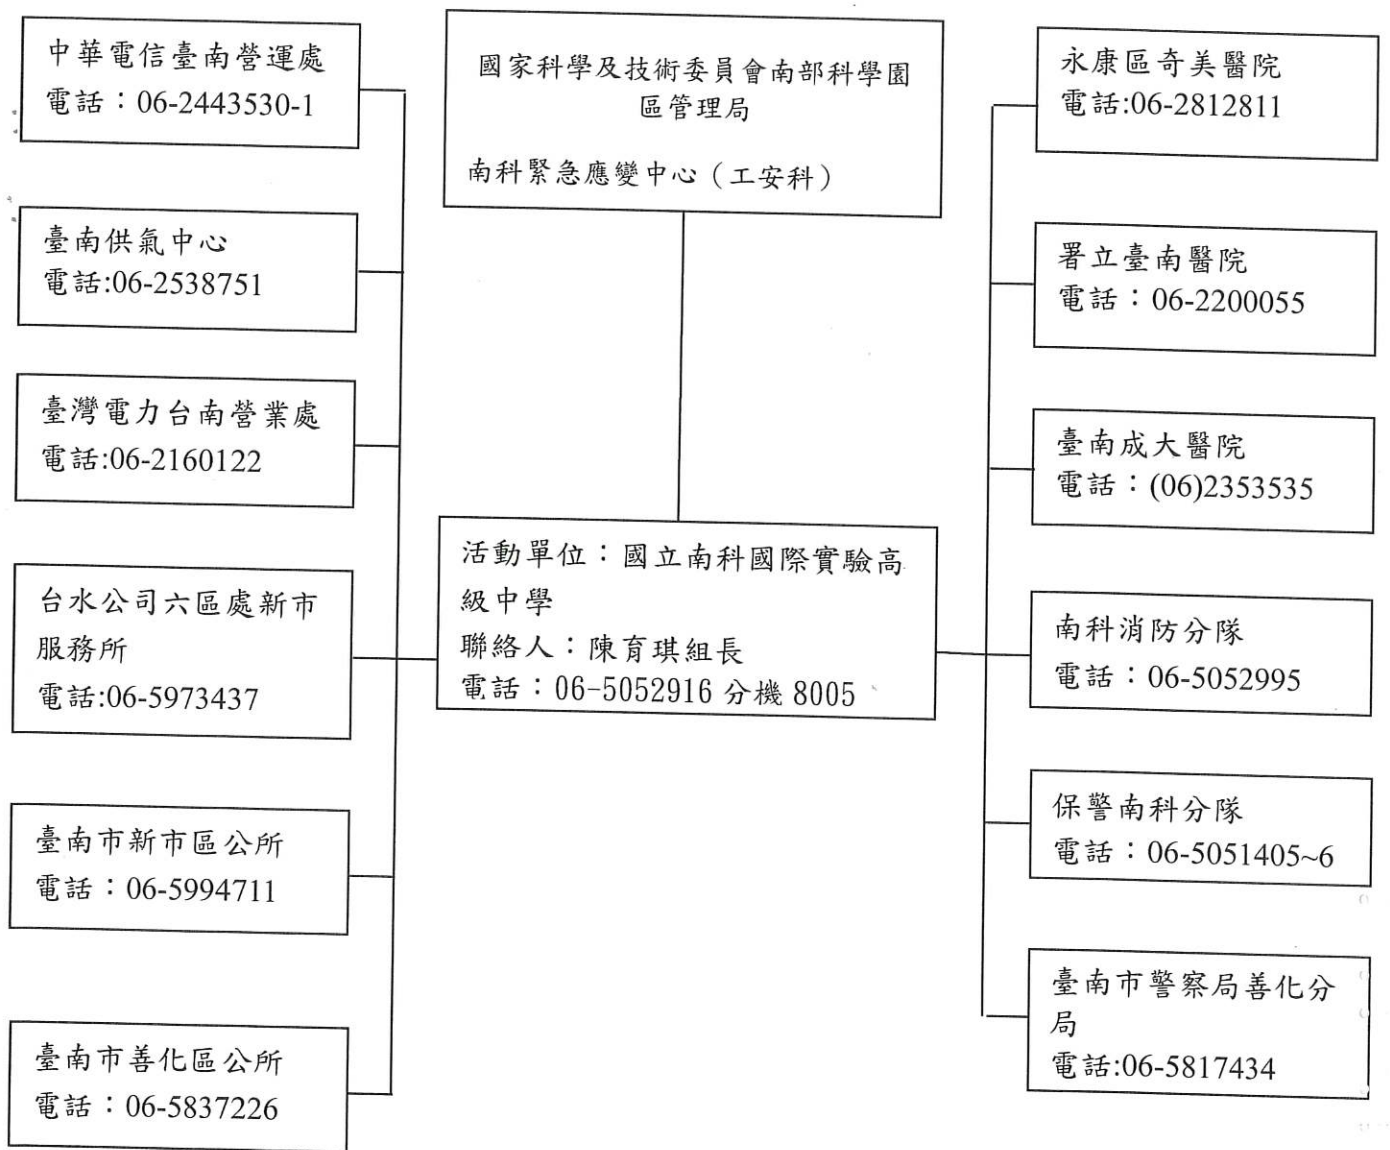 中華電信臺南營運處
電話：06-2443530-1
臺南供氣中心
電話:06-2538751
臺灣電力台南營業處
電話:06-2160122
台水公司六區處新市
服務所
電話:06-5973437
臺南市新市區公所
電話：06-5994711
臺南市善化區公所
電話：06-5837226
國家科學及技術委員會南部科學園
區管理局
南科緊急應變中心（工安科）
活動單位：國立南科國際實驗高
級中學
聯絡人：陳育琪組長
電話：06-5052916 分機 8005
永康區奇美醫院
電話:06-2812811
署立臺南醫院
電話：06-2200055
臺南成大醫院
電話：(06)2353535
南科消防分隊
電話：06-5052995
保警南科分隊
電話：06-5051405~6
臺南市警察局善化分
局
電話:06-5817434